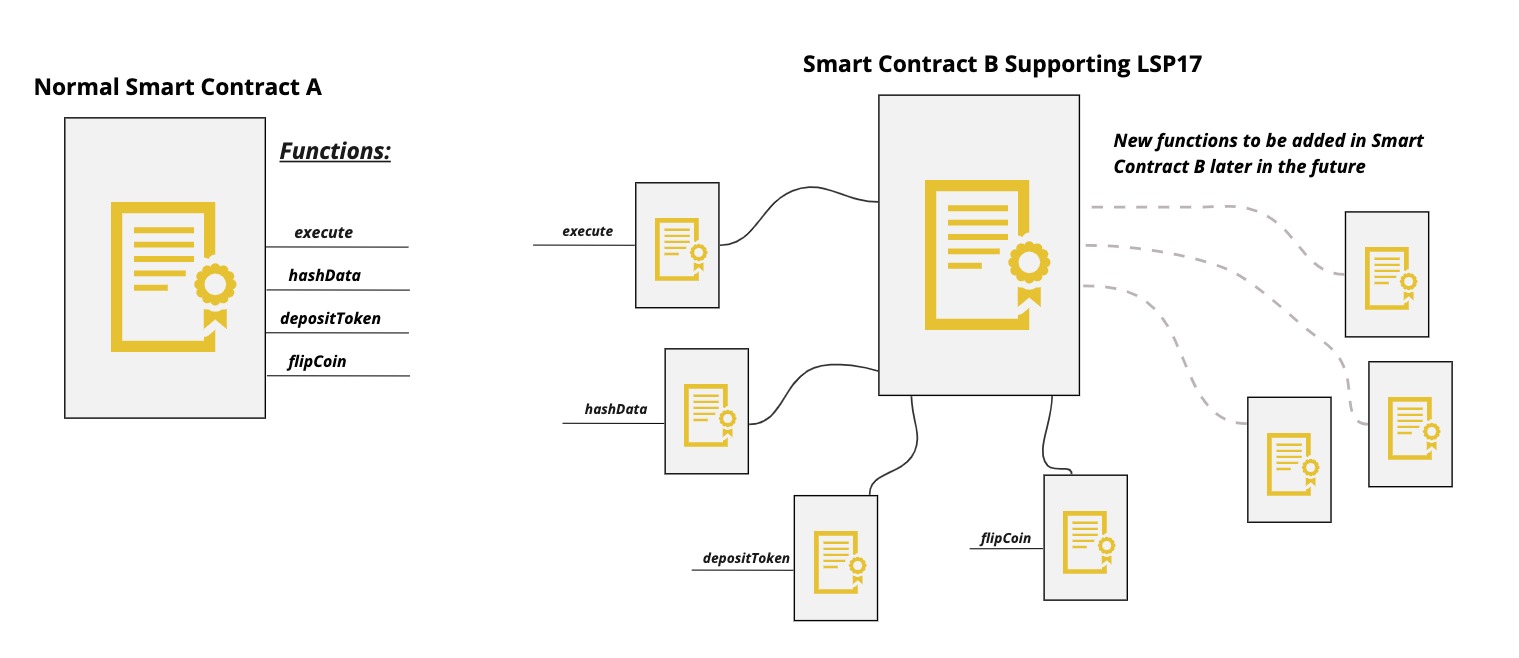 Normal Smart Contract A
Functions:
execute
hashData
depositToken
flipCoin
Smart Contract B Supporting LSP17
New functions to be added in Smart
Contract B later in the future
execute
hashData
depositToken
flipCoin